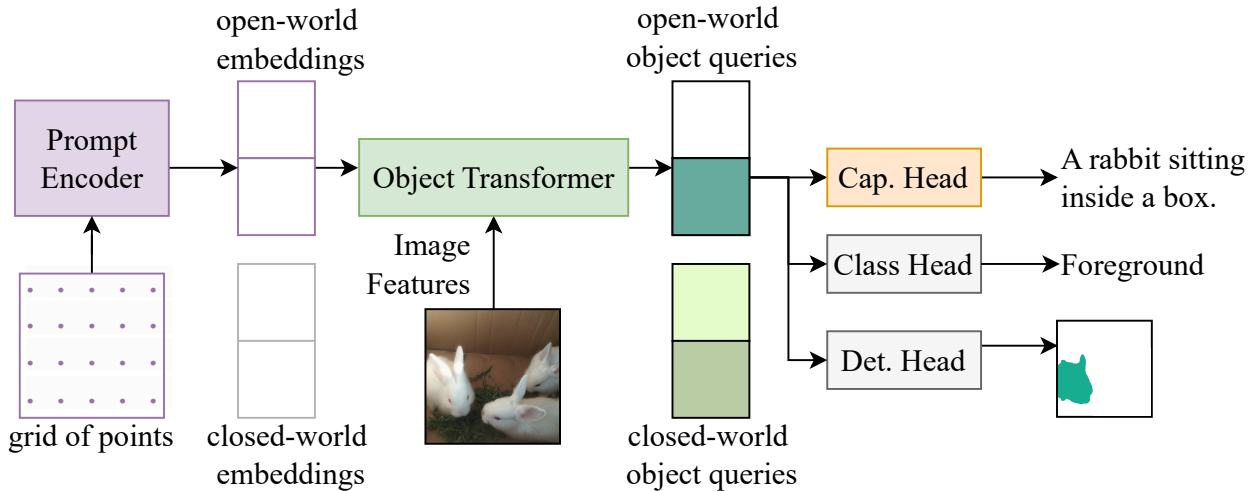 open-world
embeddings
open-world
object queries
Prompt
Encoder
Object Transformer
Cap. Head
A rabbit sitting
inside a box.
Image
Features
Class Head
Foreground
Det. Head
grid of points
closed-world
embeddings
closed-world
object queries